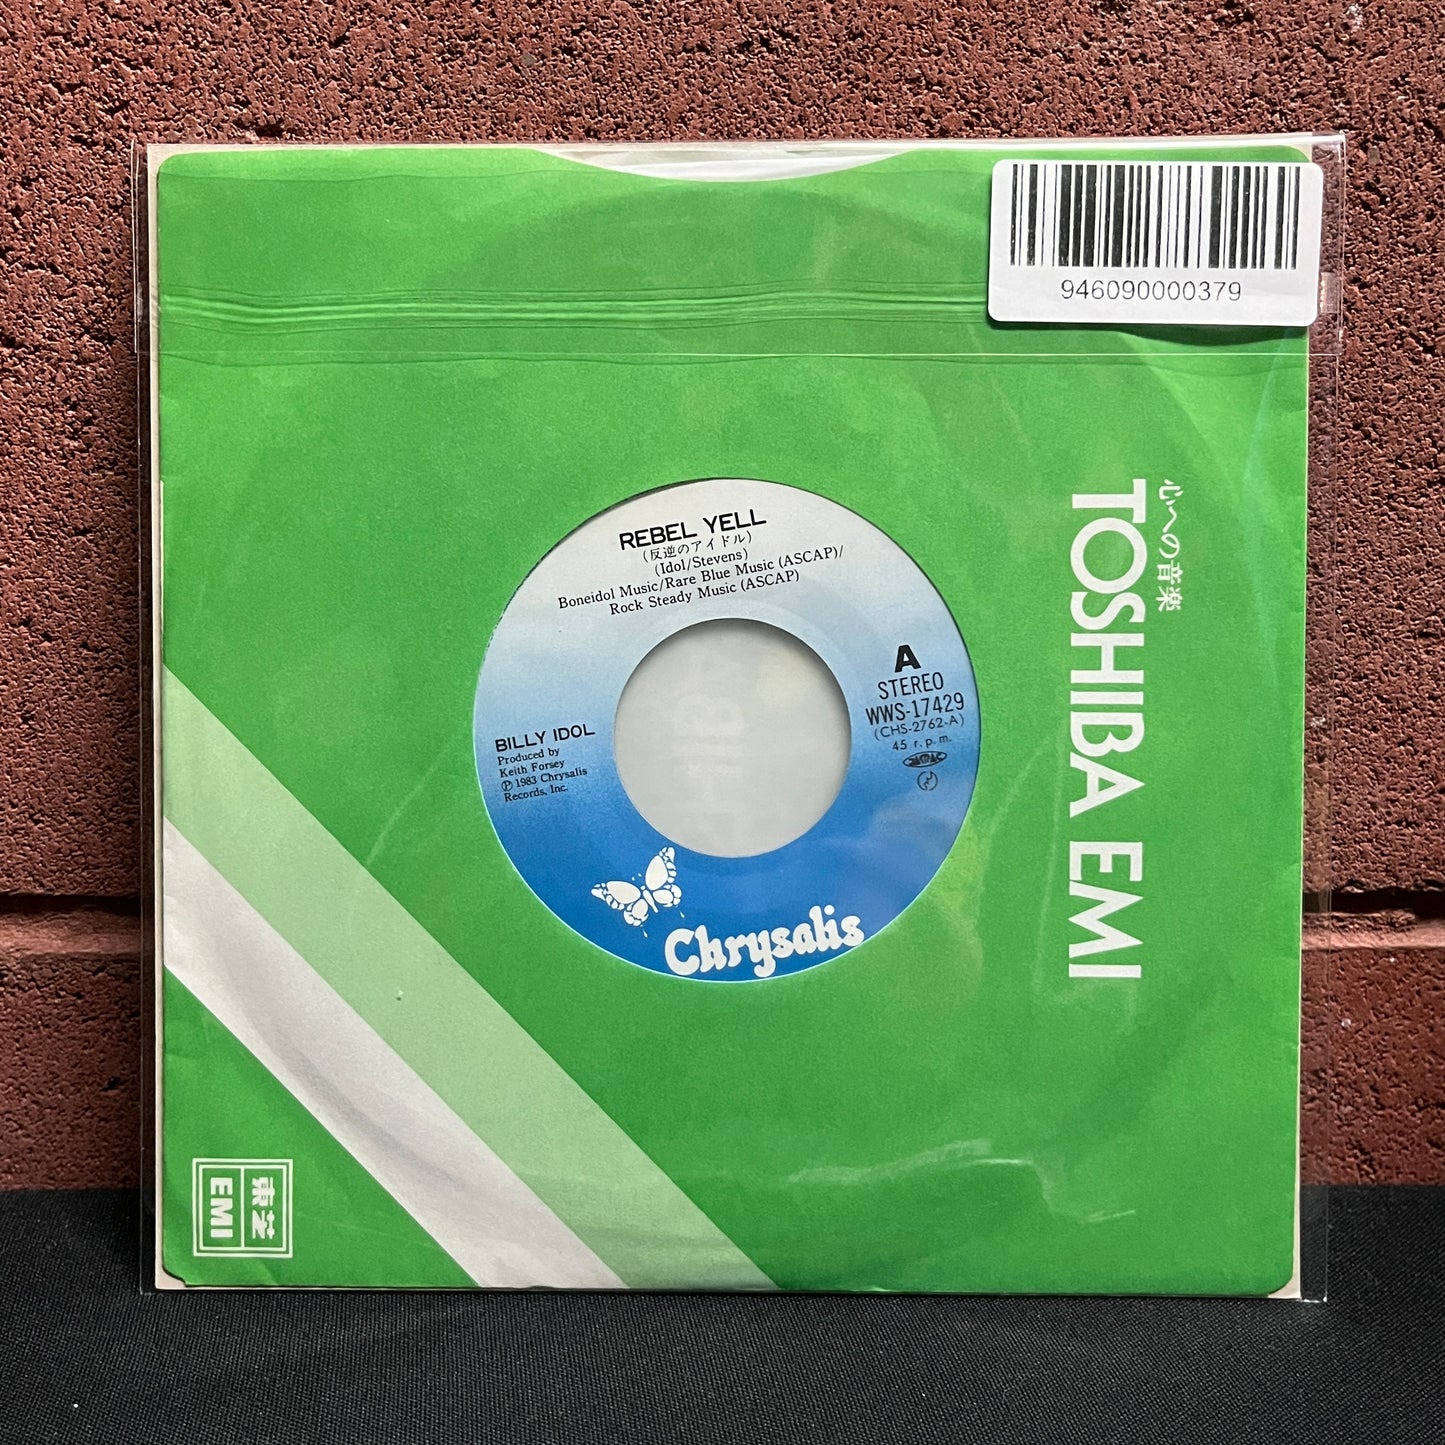 946090000379
REBEL YELL
(反逆のアイドル)
(Idol/Stevens)
Boneidol Music/Rare Blue Music (ASCAP)/
Rock Steady Music (ASCAP)
A
STEREO
WWS-17429
(CHS-2762-A)
45 r. p. m.
BILLY IDOL
Produced by
Keith Forsey
Ⓟ 1983 Chrysalis
Records, Inc.
Chrysalis
心への音楽
TOSHIBA EMI
東芝
EMI